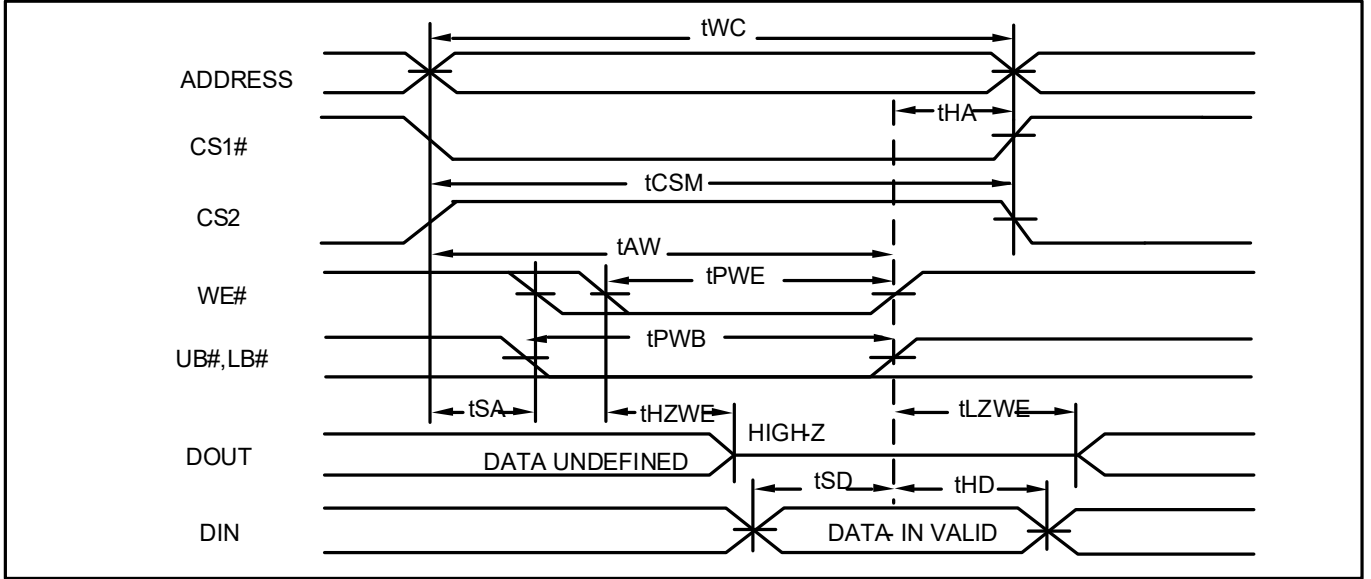 tWC
ADDRESS
tHA
CS1#
tCSM
CS2
tAW
tPWE
WE#
tPWB
UB#,LB#
tSA
tHZWE
tLZWE
HIGH-Z
DOUT
DATA UNDEFINED
tSD
tHD
DIN
DATA- IN VALID